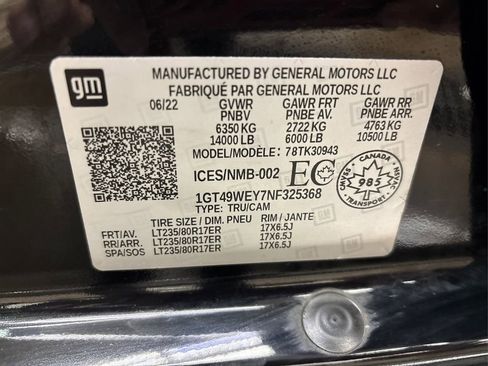 gm
MANUFACTURED BY GENERAL MOTORS LLC
FABRIQUÉ PAR GENERAL MOTORS LLC
06/22 GVWR GAWR FRT GAWR RR
PNBV PNBE AV. PNBE ARR.
6350 KG 2722 KG 4763 KG
14000 LB 6000 LB 10500 LB
MODEL/MODÈLE: 78TK30943
ICES/NMB-002 EC CANADA 985
1GT49WEY7NF325368
TYPE: TRU/CAM
TIRE SIZE / DIM. PNEU RIM / JANTE
FRT/AV. LT235/80R17ER 17X6.5J
RR/ARR. LT235/80R17ER 17X6.5J
SPA/SOS LT235/80R17ER 17X6.5J